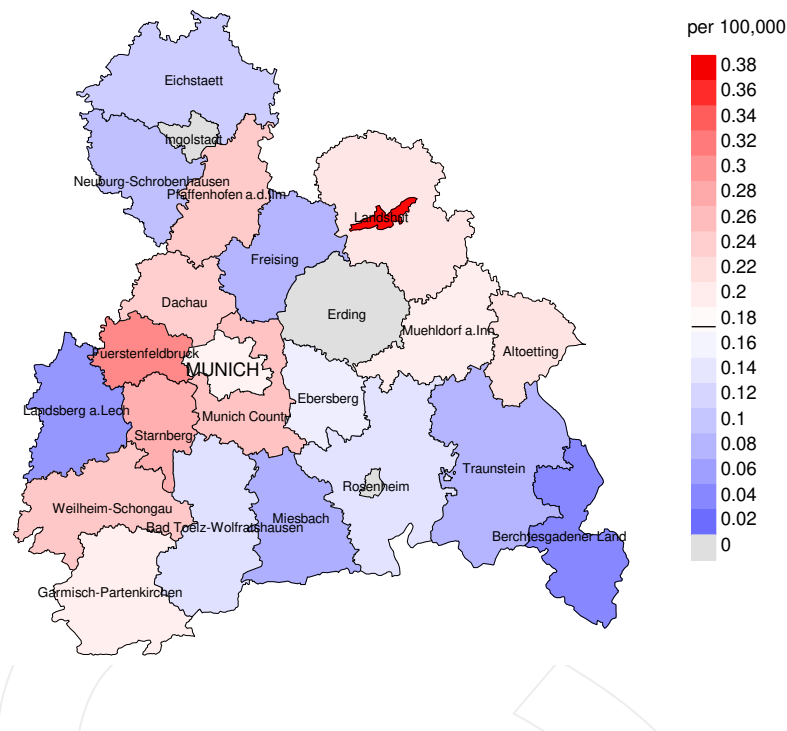 per 100,000
0.38
0.36
0.34
0.32
0.3
0.28
0.26
0.24
0.22
0.2
0.18
0.16
0.14
0.12
0.1
0.08
0.06
0.04
0.02
0
Eichstaett
Ingolstadt
Neuburg-Schrobenhausen
Pfaffenhofen a.d.Ilm
Landshut
Freising
Dachau
Erding
Muehldorf a.Inn
Altoetting
Fuerstenfeldbruck
MUNICH
Ebersberg
Landsberg a.Lech
Munich County
Starnberg
Traunstein
Rosenheim
Weilheim-Schongau
Miesbach
Bad Toelz-Wolfratshausen
Berchtesgadener Land
Garmisch-Partenkirchen